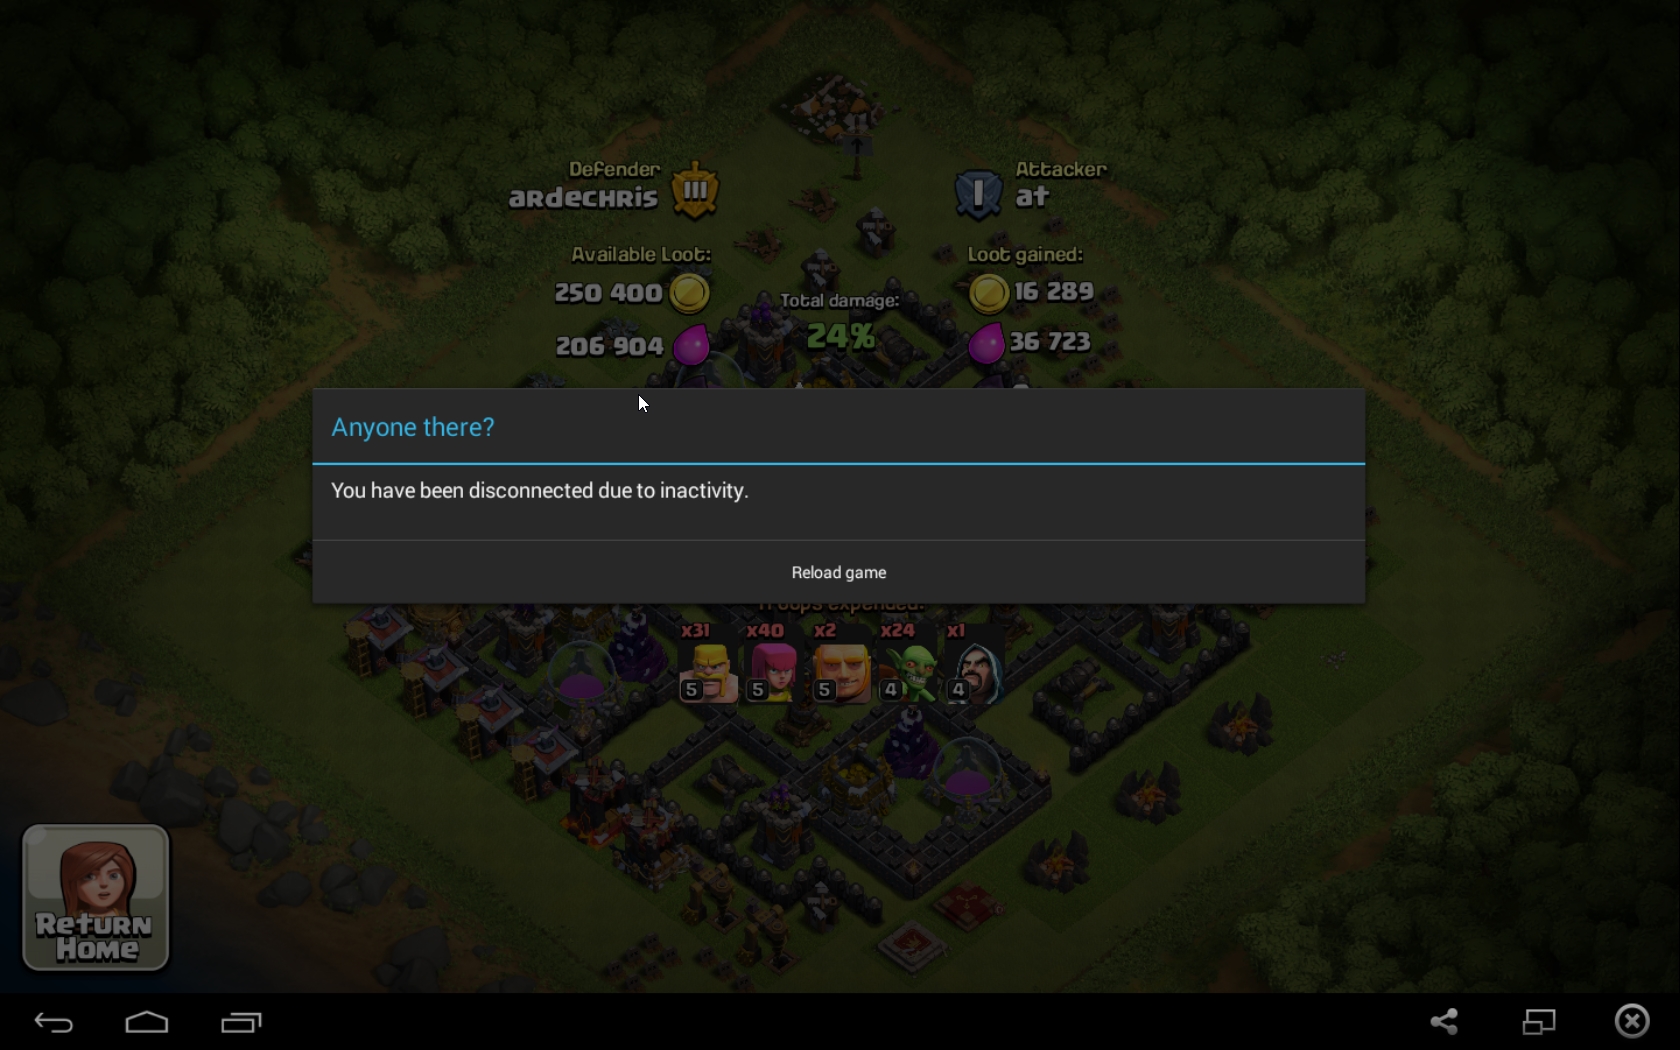 Defender
ardechris
III
Attacker
at
I
Available Loot:
250 400
206 904
Loot gained:
16 289
36 723
Total damage:
24%
Anyone there?
You have been disconnected due to inactivity.
Reload game
Troops expended:
x31 x40 x2 x24 x1
5 5 5 4 4
Return
Home